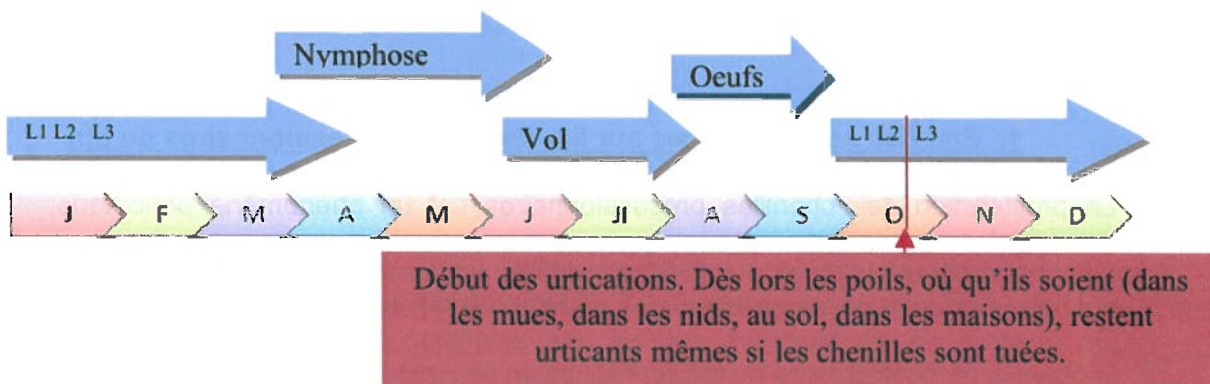 Nymphose
Oeufs
L1 L2 L3
Vol
L1 L2 L3
J F M A M J Jl A S O N D
Début des urtications. Dès lors les poils, où qu'ils soient (dans
les mues, dans les nids, au sol, dans les maisons), restent
urticants mêmes si les chenilles sont tuées.